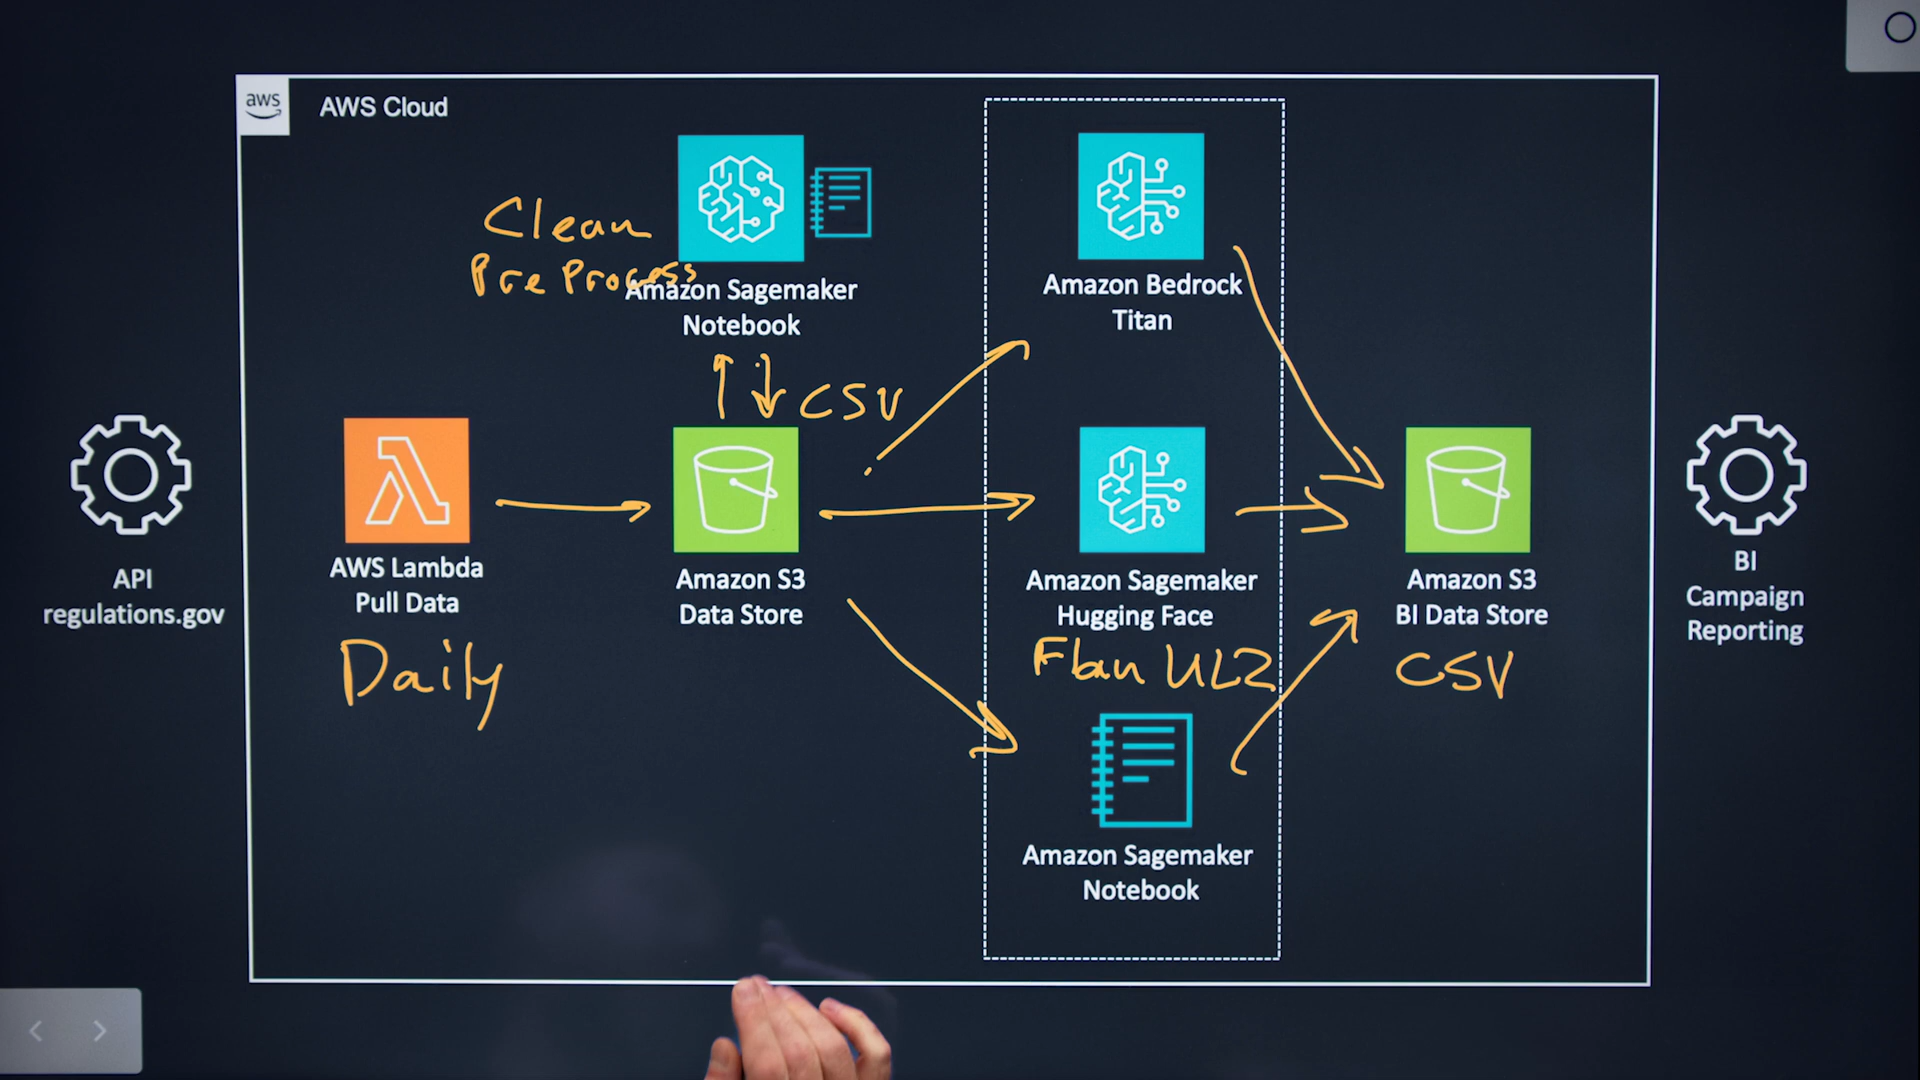 aws
AWS Cloud
Clean
Pre Process
Amazon Sagemaker
Notebook
CSV
Amazon Bedrock
Titan
API
regulations.gov
AWS Lambda
Pull Data
Daily
Amazon S3
Data Store
Amazon Sagemaker
Hugging Face
Flan UL2
Amazon Sagemaker
Notebook
Amazon S3
BI Data Store
CSV
BI
Campaign
Reporting